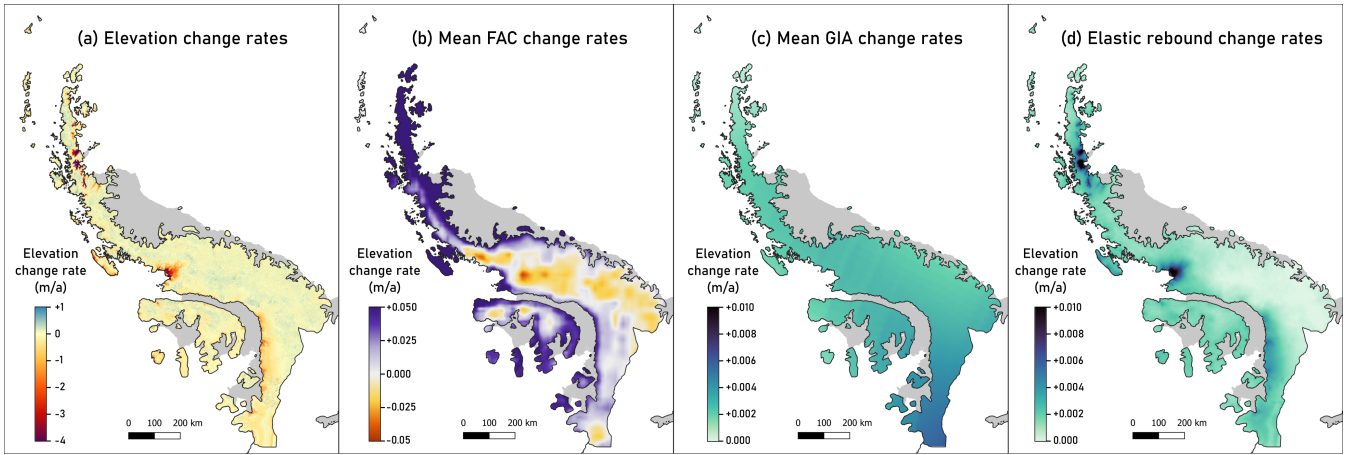 (a) Elevation change rates
Elevation
change rate
(m/a)
+1
0
−1
−2
−3
−4
0 100 200 km
(b) Mean FAC change rates
Elevation
change rate
(m/a)
+0.050
+0.025
0.000
−0.025
−0.05
0 100 200 km
(c) Mean GIA change rates
Elevation
change rate
(m/a)
+0.010
+0.008
+0.006
+0.004
+0.002
0.000
0 100 200 km
(d) Elastic rebound change rates
Elevation
change rate
(m/a)
+0.010
+0.008
+0.006
+0.004
+0.002
0.000
0 100 200 km